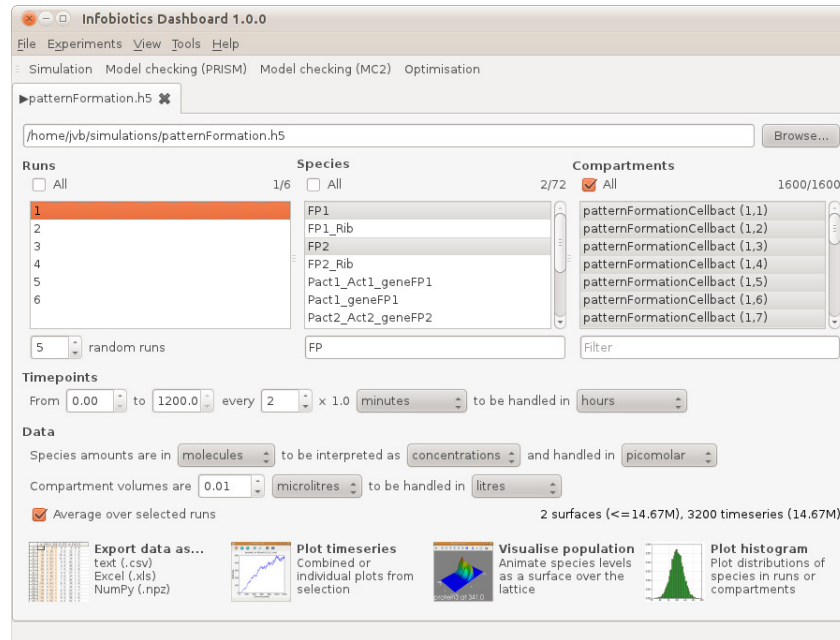 Infobiotics Dashboard 1.0.0
File Experiments View Tools Help
Simulation Model checking (PRISM) Model checking (MC2) Optimisation
▶patternFormation.h5 ✖
/home/jvb/simulations/patternFormation.h5 Browse...
Runs Species Compartments
All 1/6 All 2/72 All 1600/1600
1 FP1 patternFormationCellbact (1,1)
2 FP1_Rib patternFormationCellbact (1,2)
3 FP2 patternFormationCellbact (1,3)
4 FP2_Rib patternFormationCellbact (1,4)
5 Pact1_Act1_geneFP1 patternFormationCellbact (1,5)
6 Pact1_geneFP1 patternFormationCellbact (1,6)
Pact2_Act2_geneFP2 patternFormationCellbact (1,7)
5 random runs FP Filter
Timepoints
From 0.00 to 1200.0 every 2 x 1.0 minutes to be handled in hours
Data
Species amounts are in molecules to be interpreted as concentrations and handled in picomolar
Compartment volumes are 0.01 microlitres to be handled in litres
Average over selected runs 2 surfaces (<=14.67M), 3200 timeseries (14.67M)
Export data as... Plot timeseries Visualise population Plot histogram
text (.csv) Combined or Animate species levels Plot distributions of
Excel (.xls) individual plots from as a surface over the species in runs or
NumPy (.npz) selection lattice compartments
protein3 at 341.0